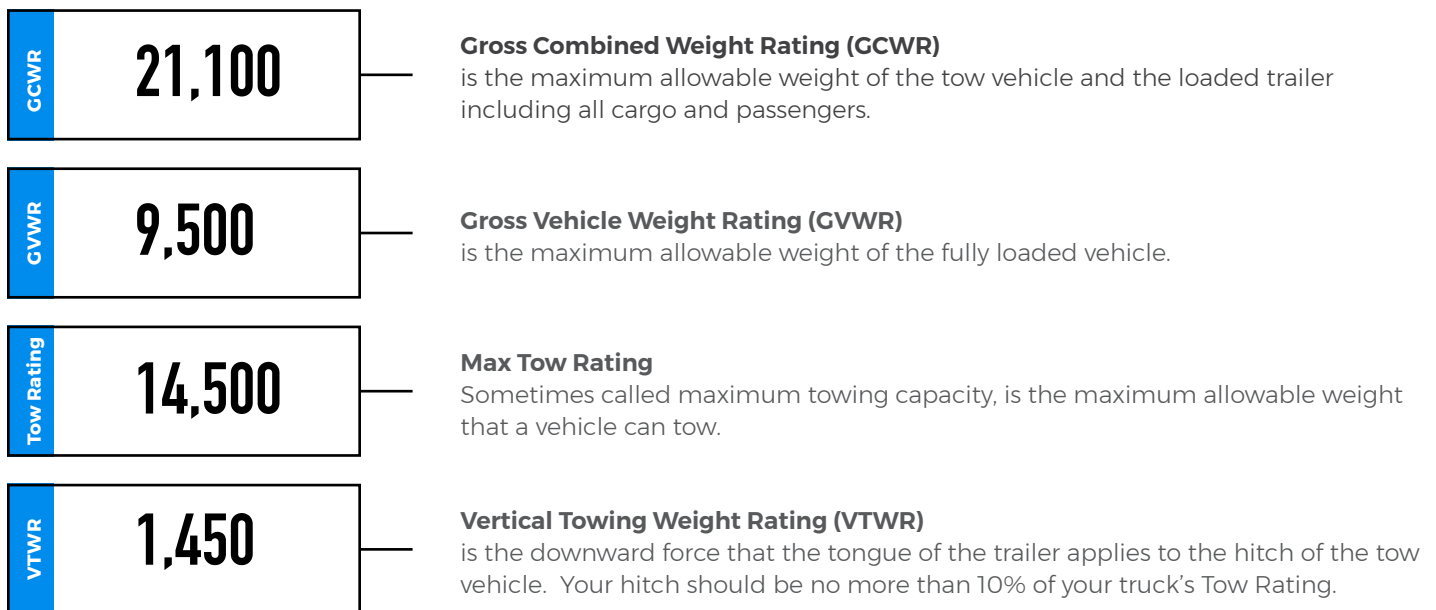 GCWR
21,100
Gross Combined Weight Rating (GCWR)
is the maximum allowable weight of the tow vehicle and the loaded trailer
including all cargo and passengers.
GVWR
9,500
Gross Vehicle Weight Rating (GVWR)
is the maximum allowable weight of the fully loaded vehicle.
Tow Rating
14,500
Max Tow Rating
Sometimes called maximum towing capacity, is the maximum allowable weight
that a vehicle can tow.
VTWR
1,450
Vertical Towing Weight Rating (VTWR)
is the downward force that the tongue of the trailer applies to the hitch of the tow
vehicle.  Your hitch should be no more than 10% of your truck's Tow Rating.